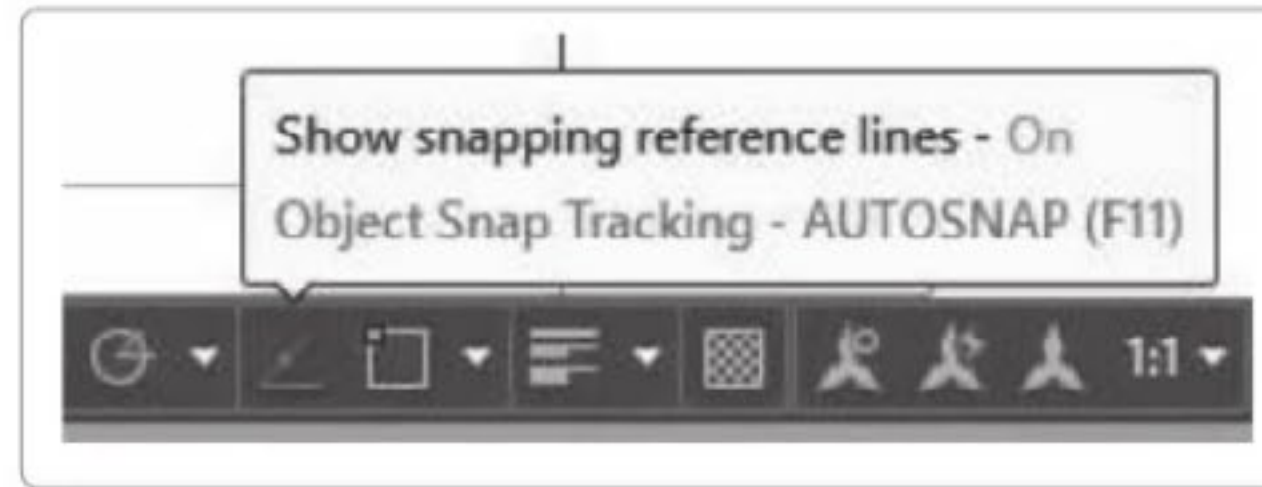 Show snapping reference lines - On
Object Snap Tracking - AUTOSNAP (F11)
1:1